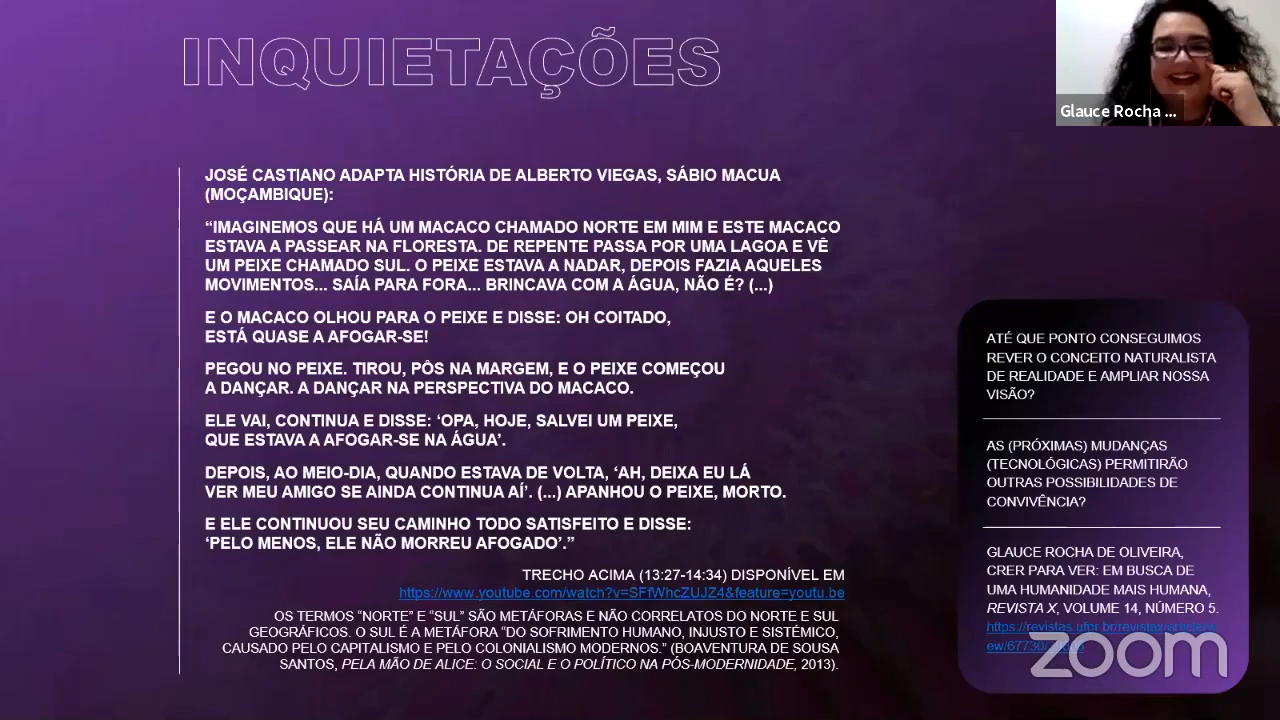 INQUIETAÇÕES
Glauce Rocha ...
JOSÉ CASTIANO ADAPTA HISTÓRIA DE ALBERTO VIEGAS, SÁBIO MACUA
(MOÇAMBIQUE):
“IMAGINEMOS QUE HÁ UM MACACO CHAMADO NORTE EM MIM E ESTE MACACO
ESTAVA A PASSEAR NA FLORESTA. DE REPENTE PASSA POR UMA LAGOA E VÊ
UM PEIXE CHAMADO SUL. O PEIXE ESTAVA A NADAR, DEPOIS FAZIA AQUELES
MOVIMENTOS... SAÍA PARA FORA... BRINCAVA COM A ÁGUA, NÃO É? (...)
E O MACACO OLHOU PARA O PEIXE E DISSE: OH COITADO,
ESTÁ QUASE A AFOGAR-SE!
PEGOU NO PEIXE. TIROU, PÔS NA MARGEM, E O PEIXE COMEÇOU
A DANÇAR. A DANÇAR NA PERSPECTIVA DO MACACO.
ELE VAI, CONTINUA E DISSE: ‘OPA, HOJE, SALVEI UM PEIXE,
QUE ESTAVA A AFOGAR-SE NA ÁGUA’.
DEPOIS, AO MEIO-DIA, QUANDO ESTAVA DE VOLTA, ‘AH, DEIXA EU LÁ
VER MEU AMIGO SE AINDA CONTINUA AÍ’. (...) APANHOU O PEIXE, MORTO.
E ELE CONTINUOU SEU CAMINHO TODO SATISFEITO E DISSE:
‘PELO MENOS, ELE NÃO MORREU AFOGADO’.”
TRECHO ACIMA (13:27-14:34) DISPONÍVEL EM
https://www.youtube.com/watch?v=SFfWhcZUJZ4&feature=youtu.be
OS TERMOS “NORTE” E “SUL” SÃO METÁFORAS E NÃO CORRELATOS DO NORTE E SUL
GEOGRÁFICOS. O SUL É A METÁFORA “DO SOFRIMENTO HUMANO, INJUSTO E SISTÉMICO,
CAUSADO PELO CAPITALISMO E PELO COLONIALISMO MODERNOS.” (BOAVENTURA DE SOUSA
SANTOS, PELA MÃO DE ALICE: O SOCIAL E O POLÍTICO NA PÓS-MODERNIDADE, 2013).
ATÉ QUE PONTO CONSEGUIMOS
REVER O CONCEITO NATURALISTA
DE REALIDADE E AMPLIAR NOSSA
VISÃO?
AS (PRÓXIMAS) MUDANÇAS
(TECNOLÓGICAS) PERMITIRÃO
OUTRAS POSSIBILIDADES DE
CONVIVÊNCIA?
GLAUCE ROCHA DE OLIVEIRA,
CRER PARA VER: EM BUSCA DE
UMA HUMANIDADE MAIS HUMANA,
REVISTA X, VOLUME 14, NÚMERO 5.
https://revistas.ufpr.br/revistax/article/vi
ew/67730/
zoom